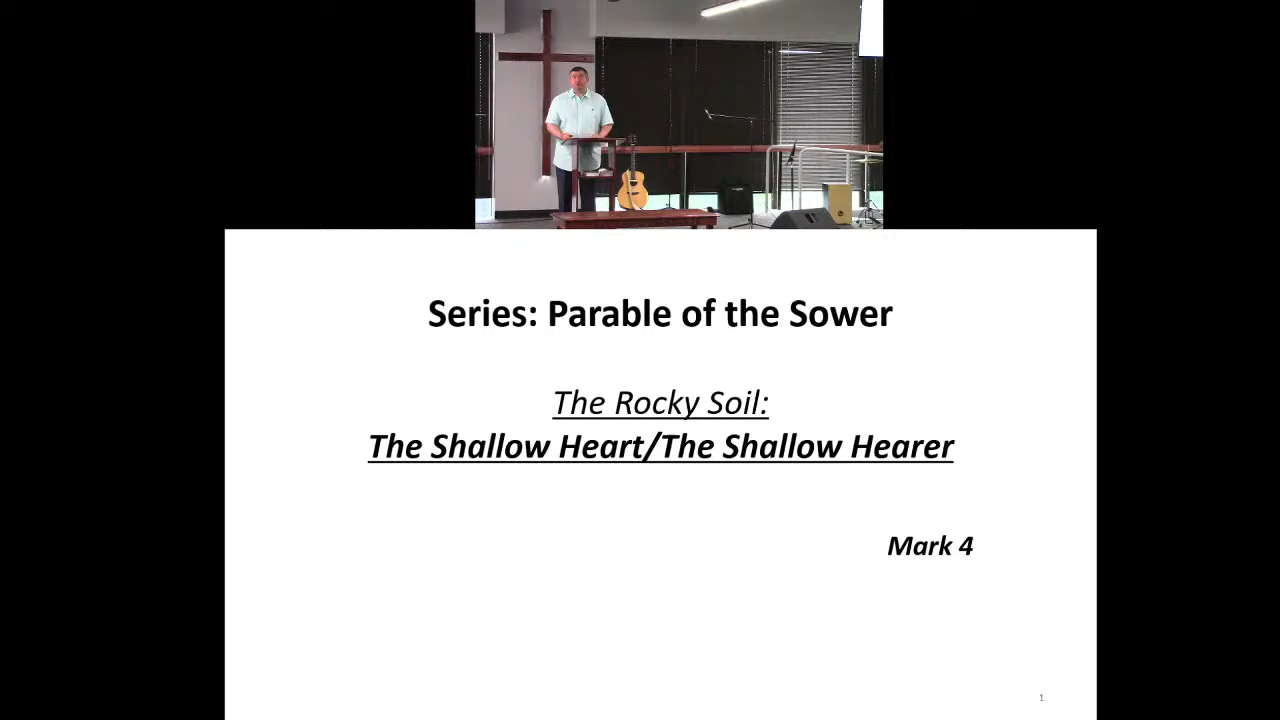 Series: Parable of the Sower
The Rocky Soil:
The Shallow Heart/The Shallow Hearer
Mark 4
1